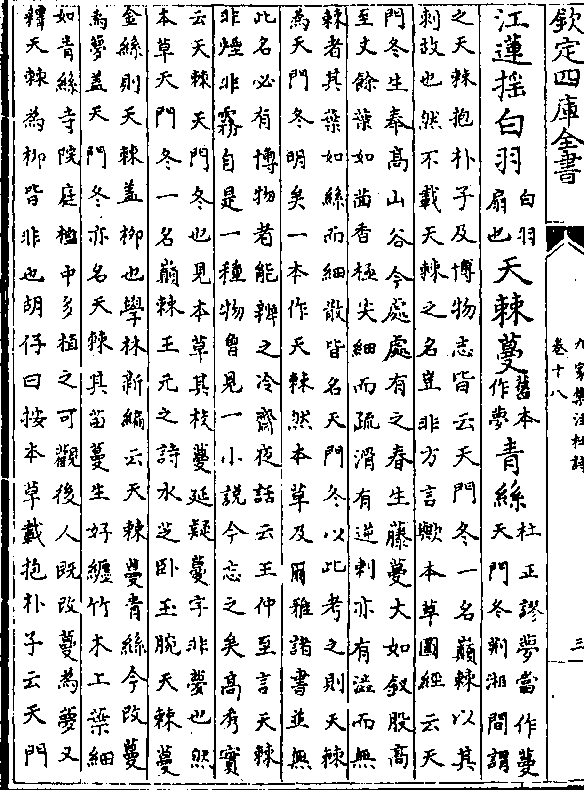 欽定四庫全書
九家集注杜詩
卷十八
三
江蓮搖白羽白羽扇也天棘蔓舊本作夢青絲杜正謬夢當作蔓天門冬荆湘間謂
之天棘抱朴子及博物志皆云天門冬一名顛棘以其
刺故也然不載天棘之名豈非方言歟本草圖經云天
門冬生奉髙山谷今處處有之春生藤蔓大如釵股髙
至丈餘葉如茴香極尖細而疏滑有逆刺亦有澁而無
棘者其葉如絲而細散皆名天門冬以此考之則天棘
為天門冬明矣一本作天棘然本草及爾雅諸書並無
此名必有博物者能辨之冷齋夜話云王仲至言天棘
非煙非霧自是一種物曾見一小説今忘之矣髙秀實
云天棘天門冬也見本草其枝蔓延疑蔓字非夢也然
本草天門冬一名顛棘王元之詩水芝卧玉腕天棘蔓
金絲則天棘盖柳也學林新編云天棘蔓青絲今改蔓
為夢盖天門冬亦名天棘其苗蔓生好纏竹木上葉細
如青絲寺院庭檻中多植之可觀後人既改蔓為夢又
釋天棘為柳皆非也胡仔曰按本草載抱朴子云天門